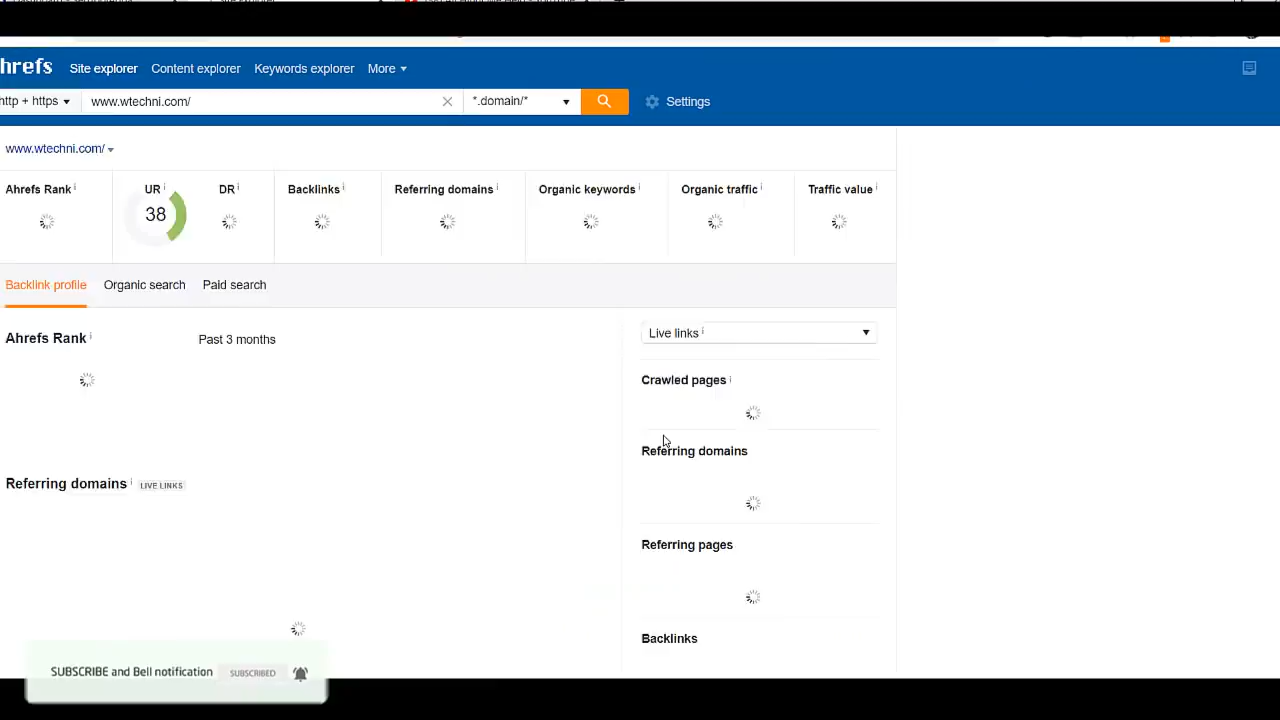 hrefs Site explorer Content explorer Keywords explorer More
http + https www.wtechni.com/ *.domain/* Settings
www.wtechni.com/
Ahrefs Rank i UR i DR i Backlinks i Referring domains i Organic keywords i Organic traffic i Traffic value i
38
Backlink profile Organic search Paid search
Ahrefs Rank i Past 3 months
Live links i
Crawled pages i
Referring domains
Referring domains i LIVE LINKS
Referring pages
Backlinks
SUBSCRIBE and Bell notification SUBSCRIBED